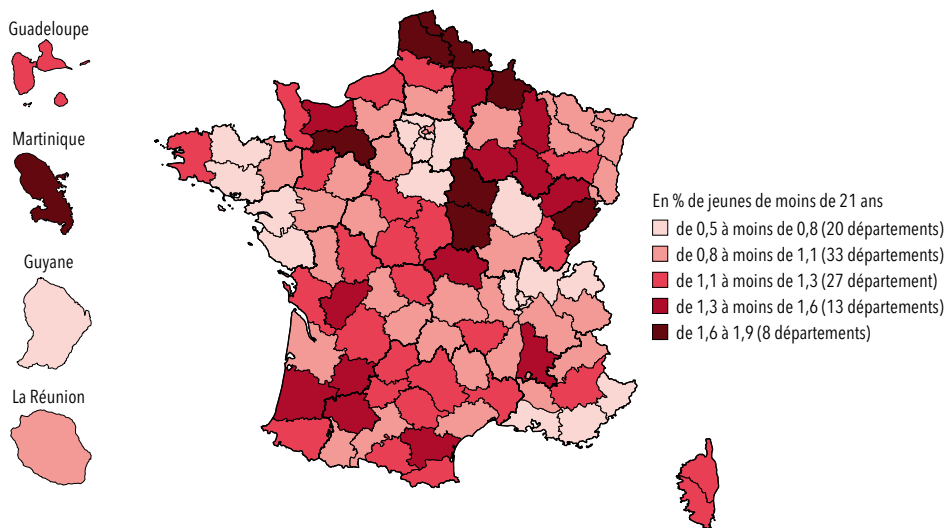 Guadeloupe
Martinique
Guyane
La Réunion
En % de jeunes de moins de 21 ans
de 0,5 à moins de 0,8 (20 départements)
de 0,8 à moins de 1,1 (33 départements)
de 1,1 à moins de 1,3 (27 département)
de 1,3 à moins de 1,6 (13 départements)
de 1,6 à 1,9 (8 départements)